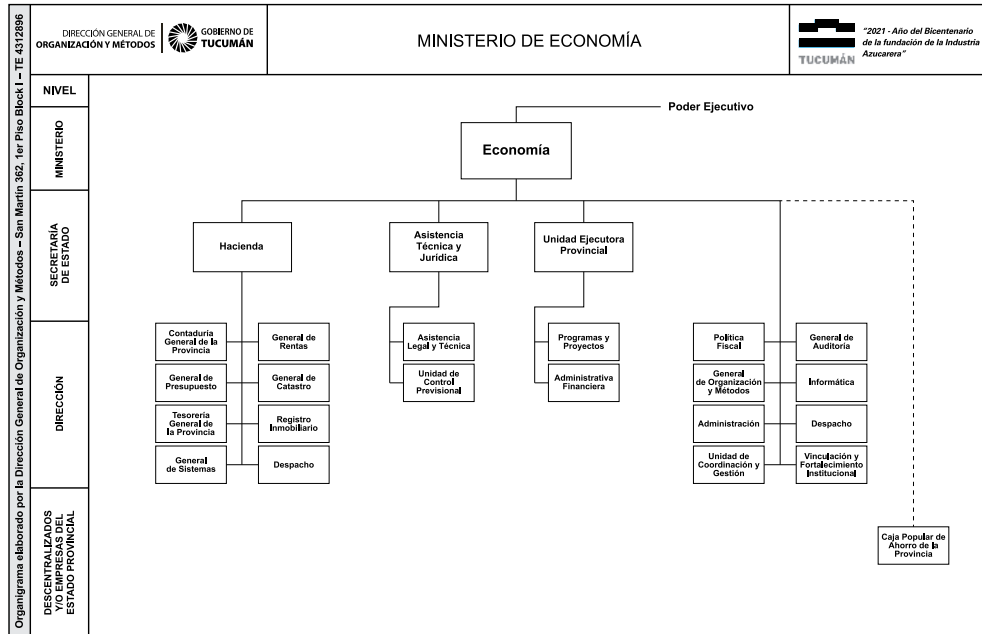 Organigrama elaborado por la Dirección General de Organización y Métodos – San Martín 362, 1er Piso Block I – TE 4312896
DIRECCIÓN GENERAL DE
ORGANIZACIÓN Y MÉTODOS
GOBIERNO DE
TUCUMÁN
MINISTERIO DE ECONOMÍA
TUCUMÁN
"2021 - Año del Bicentenario
de la fundación de la Industria
Azucarera"
NIVEL
MINISTERIO
Poder Ejecutivo
Economía
SECRETARÍA
DE ESTADO
Hacienda
Asistencia
Técnica y
Jurídica
Unidad Ejecutora
Provincial
DIRECCIÓN
Contaduría
General de la
Provincia
General de
Rentas
General de
Presupuesto
General de
Catastro
Tesorería
General de
la Provincia
Registro
Inmobiliario
General
de Sistemas
Despacho
Asistencia
Legal y Técnica
Unidad de
Control
Previsional
Programas y
Proyectos
Administrativa
Financiera
Política
Fiscal
General de
Auditoría
General
de Organización
y Métodos
Informática
Administración
Despacho
Unidad de
Coordinación y
Gestión
Vinculación y
Fortalecimiento
Institucional
DESCENTRALIZADOS
Y/O EMPRESAS DEL
ESTADO PROVINCIAL
Caja Popular de
Ahorro de la
Provincia